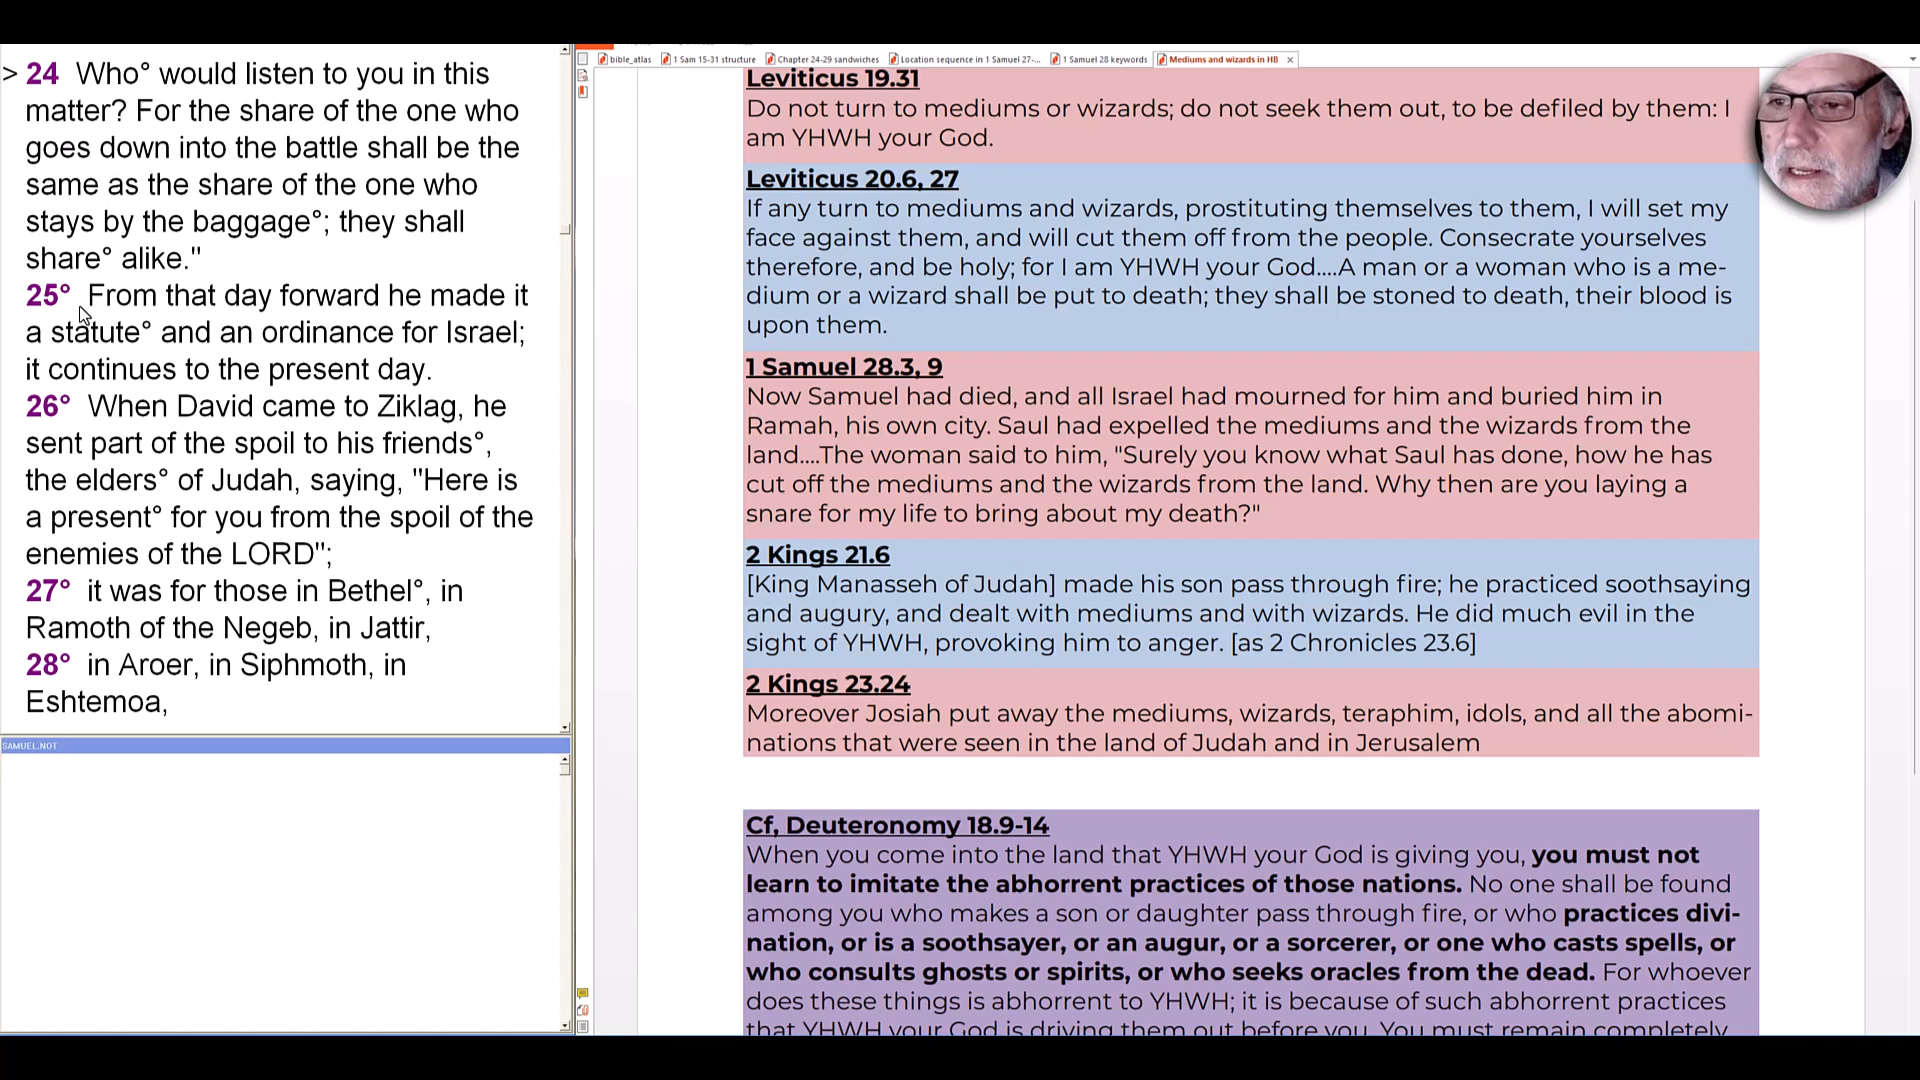 > 24 Who° would listen to you in this
matter? For the share of the one who
goes down into the battle shall be the
same as the share of the one who
stays by the baggage°; they shall
share° alike."
25° From that day forward he made it
a statute° and an ordinance for Israel;
it continues to the present day.
26° When David came to Ziklag, he
sent part of the spoil to his friends°,
the elders° of Judah, saying, "Here is
a present° for you from the spoil of the
enemies of the LORD";
27° it was for those in Bethel°, in
Ramoth of the Negeb, in Jattir,
28° in Aroer, in Siphmoth, in
Eshtemoa,
SAMUEL.NOT
bible_atlas
1 Sam 15-31 structure
Chapter 24-29 sandwiches
Location sequence in 1 Samuel 27-...
1 Samuel 28 keywords
Mediums and wizards in HB
Leviticus 19.31
Do not turn to mediums or wizards; do not seek them out, to be defiled by them: I
am YHWH your God.
Leviticus 20.6, 27
If any turn to mediums and wizards, prostituting themselves to them, I will set my
face against them, and will cut them off from the people. Consecrate yourselves
therefore, and be holy; for I am YHWH your God....A man or a woman who is a me-
dium or a wizard shall be put to death; they shall be stoned to death, their blood is
upon them.
1 Samuel 28.3, 9
Now Samuel had died, and all Israel had mourned for him and buried him in
Ramah, his own city. Saul had expelled the mediums and the wizards from the
land....The woman said to him, "Surely you know what Saul has done, how he has
cut off the mediums and the wizards from the land. Why then are you laying a
snare for my life to bring about my death?"
2 Kings 21.6
[King Manasseh of Judah] made his son pass through fire; he practiced soothsaying
and augury, and dealt with mediums and with wizards. He did much evil in the
sight of YHWH, provoking him to anger. [as 2 Chronicles 23.6]
2 Kings 23.24
Moreover Josiah put away the mediums, wizards, teraphim, idols, and all the abomi-
nations that were seen in the land of Judah and in Jerusalem
Cf, Deuteronomy 18.9-14
When you come into the land that YHWH your God is giving you, you must not
learn to imitate the abhorrent practices of those nations. No one shall be found
among you who makes a son or daughter pass through fire, or who practices divi-
nation, or is a soothsayer, or an augur, or a sorcerer, or one who casts spells, or
who consults ghosts or spirits, or who seeks oracles from the dead. For whoever
does these things is abhorrent to YHWH; it is because of such abhorrent practices
that YHWH your God is driving them out before you. You must remain completely